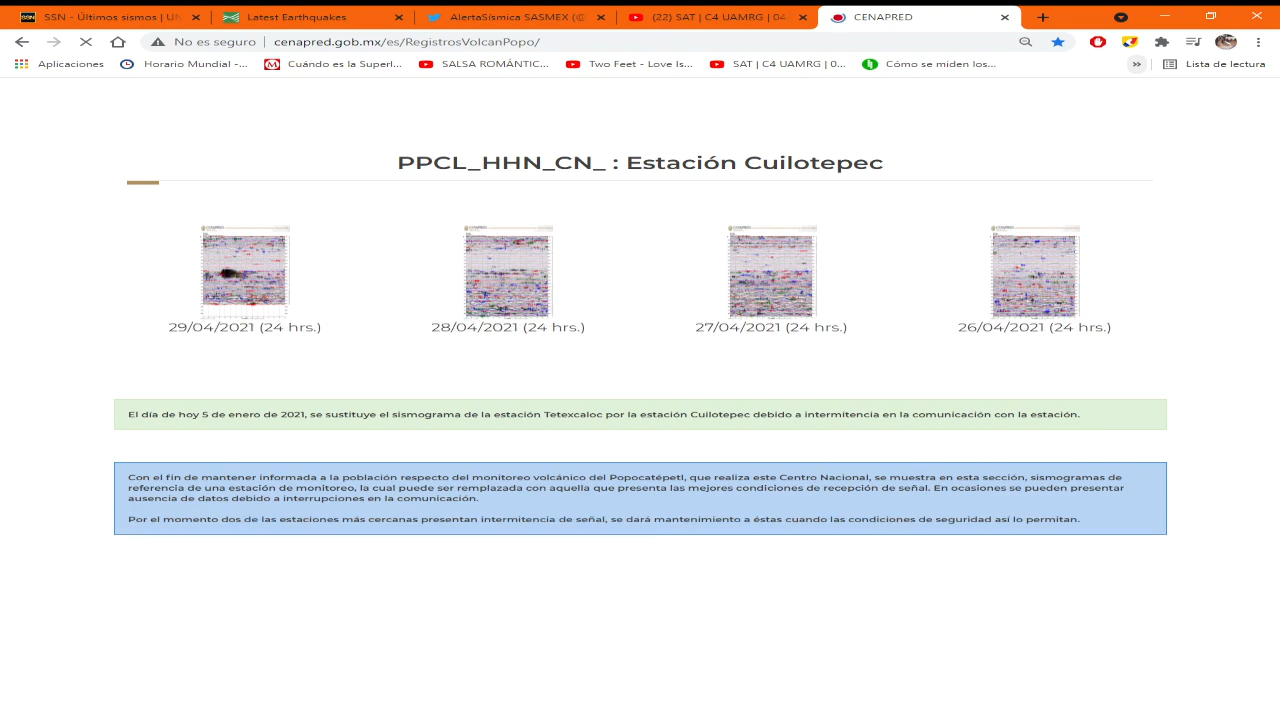 SSN - Últimos sismos | UN
Latest Earthquakes
AlertaSísmica SASMEX (@
(22) SAT | C4 UAMRG | 04
CENAPRED
No es seguro | cenapred.gob.mx/es/RegistrosVolcanPopo/
Aplicaciones
Horario Mundial -...
Cuándo es la Superl...
SALSA ROMÁNTIC...
Two Feet - Love Is...
SAT | C4 UAMRG | 0...
Cómo se miden los...
»
Lista de lectura
PPCL_HHN_CN_ : Estación Cuilotepec
29/04/2021 (24 hrs.)
28/04/2021 (24 hrs.)
27/04/2021 (24 hrs.)
26/04/2021 (24 hrs.)
El día de hoy 5 de enero de 2021, se sustituye el sismograma de la estación Tetexcaloc por la estación Cuilotepec debido a intermitencia en la comunicación con la estación.
Con el fin de mantener informada a la población respecto del monitoreo volcánico del Popocatépetl, que realiza este Centro Nacional, se muestra en esta sección, sismogramas de
referencia de una estación de monitoreo, la cual puede ser remplazada con aquella que presenta las mejores condiciones de recepción de señal. En ocasiones se pueden presentar
ausencia de datos debido a interrupciones en la comunicación.
Por el momento dos de las estaciones más cercanas presentan intermitencia de señal, se dará mantenimiento a éstas cuando las condiciones de seguridad así lo permitan.